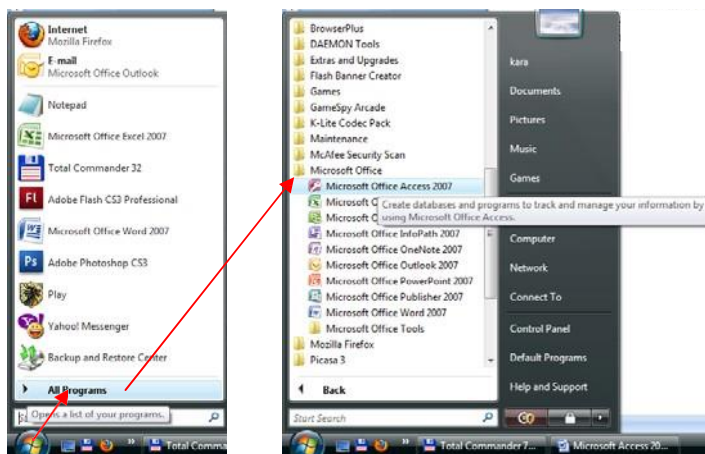 Internet
Mozilla Firefox
E-mail
Microsoft Office Outlook
Notepad
Microsoft Office Excel 2007
Total Commander 32
Adobe Flash CS3 Professional
Microsoft Office Word 2007
Adobe Photoshop CS3
Play
Yahoo! Messenger
Backup and Restore Center
All Programs
Opens a list of your programs.
Total Comma
BrowserPlus
DAEMON Tools
Extras and Upgrades
Flash Banner Creator
Games
GameSpy Arcade
K-Lite Codec Pack
Maintenance
McAfee Security Scan
Microsoft Office
Microsoft Office Access 2007
Microsoft O
Microsoft O
Create databases and programs to track and manage your information by
using Microsoft Office Access.
Microsoft Office InfoPath 2007
Microsoft Office OneNote 2007
Microsoft Office Outlook 2007
Microsoft Office PowerPoint 2007
Microsoft Office Publisher 2007
Microsoft Office Word 2007
Microsoft Office Tools
Mozilla Firefox
Picasa 3
Back
Start Search
kara
Documents
Pictures
Music
Games
Computer
Network
Connect To
Control Panel
Default Programs
Help and Support
Total Commander 7...
Microsoft Access 20...